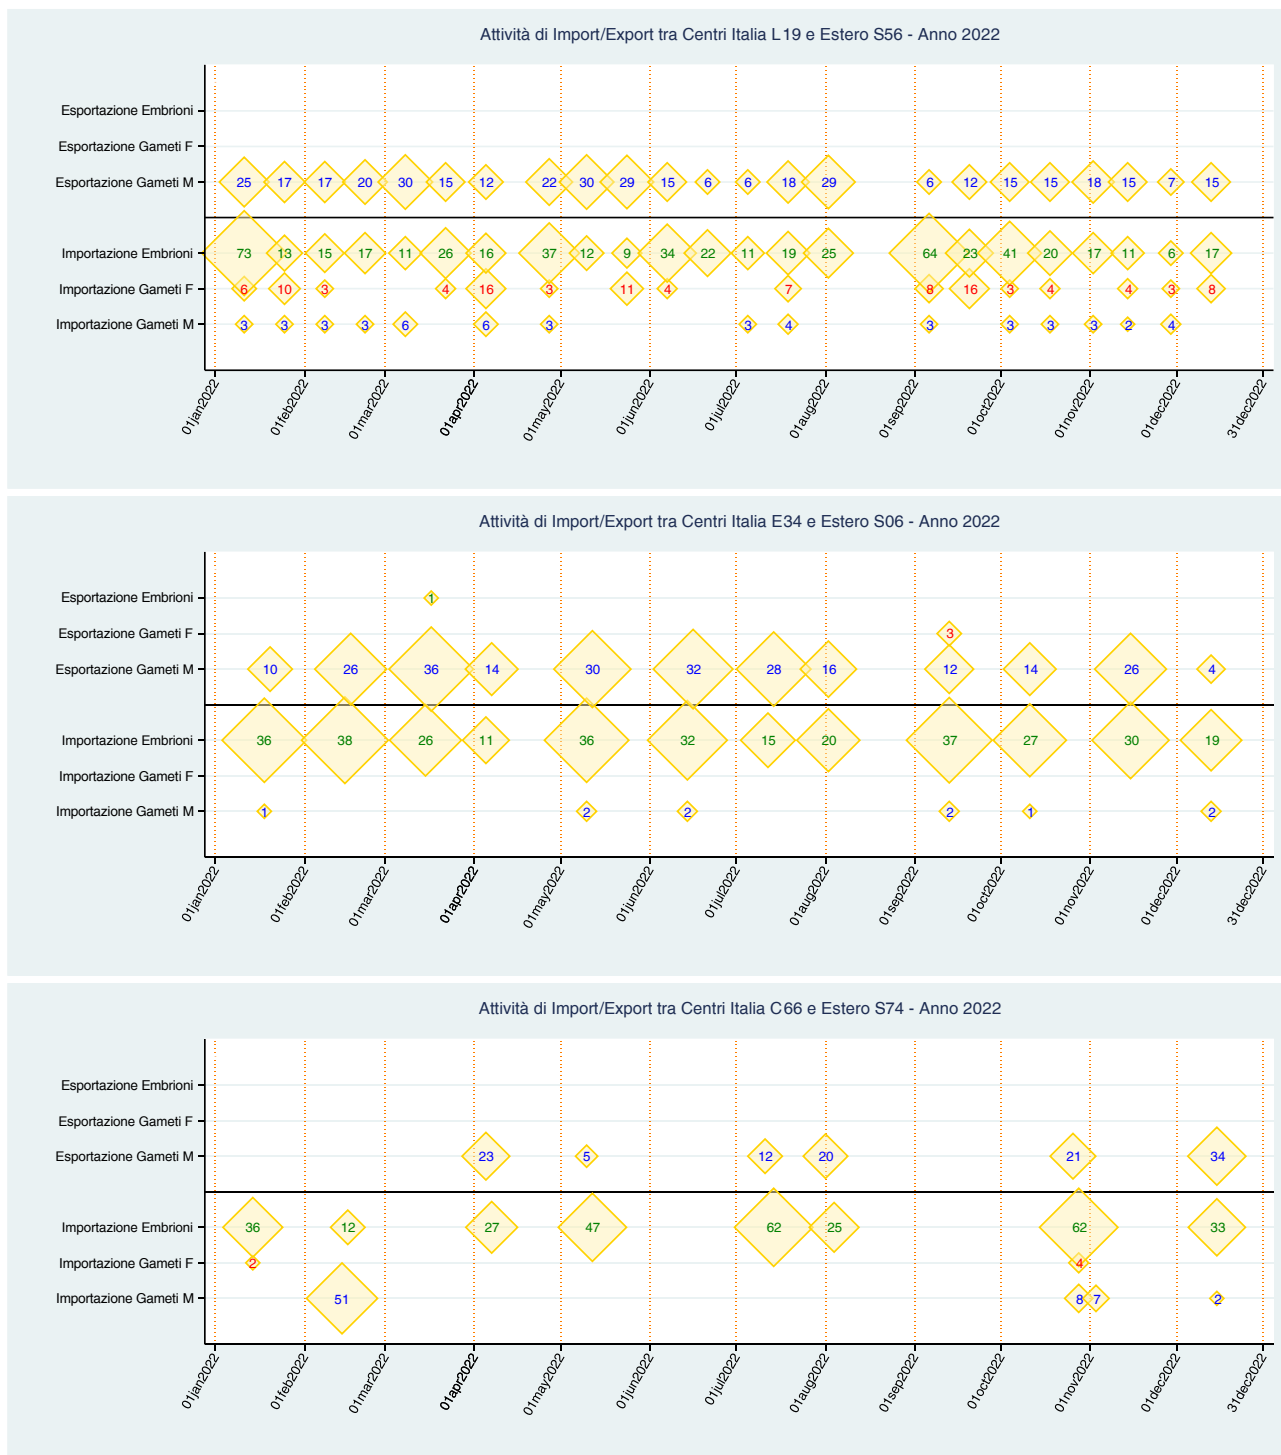 Attività di Import/Export tra Centri Italia L19 e Estero S56 - Anno 2022
Esportazione Embrioni
Esportazione Gameti F
Esportazione Gameti M 25 17 17 20 30 15 12 22 30 29 15 6 6 18 29 6 12 15 15 18 15 7 15
Importazione Embrioni 73 13 15 17 11 26 16 37 12 9 34 22 11 19 25 64 23 41 20 17 11 6 17
Importazione Gameti F 6 10 3 4 16 3 11 4 7 8 16 3 4 4 3 8
Importazione Gameti M 3 3 3 3 6 6 3 3 4 3 3 3 3 2 4
01jan2022 01feb2022 01mar2022 01apr2022 01may2022 01jun2022 01jul2022 01aug2022 01sep2022 01oct2022 01nov2022 01dec2022 31dec2022
Attività di Import/Export tra Centri Italia E34 e Estero S06 - Anno 2022
Esportazione Embrioni 1
Esportazione Gameti F 3
Esportazione Gameti M 10 26 36 14 30 32 28 16 12 14 26 4
Importazione Embrioni 36 38 26 11 36 32 15 20 37 27 30 19
Importazione Gameti F
Importazione Gameti M 1 2 2 2 1 2
01jan2022 01feb2022 01mar2022 01apr2022 01may2022 01jun2022 01jul2022 01aug2022 01sep2022 01oct2022 01nov2022 01dec2022 31dec2022
Attività di Import/Export tra Centri Italia C66 e Estero S74 - Anno 2022
Esportazione Embrioni
Esportazione Gameti F
Esportazione Gameti M 23 5 12 20 21 34
Importazione Embrioni 36 12 27 47 62 25 62 33
Importazione Gameti F 2 4
Importazione Gameti M 51 8 7 2
01jan2022 01feb2022 01mar2022 01apr2022 01may2022 01jun2022 01jul2022 01aug2022 01sep2022 01oct2022 01nov2022 01dec2022 31dec2022